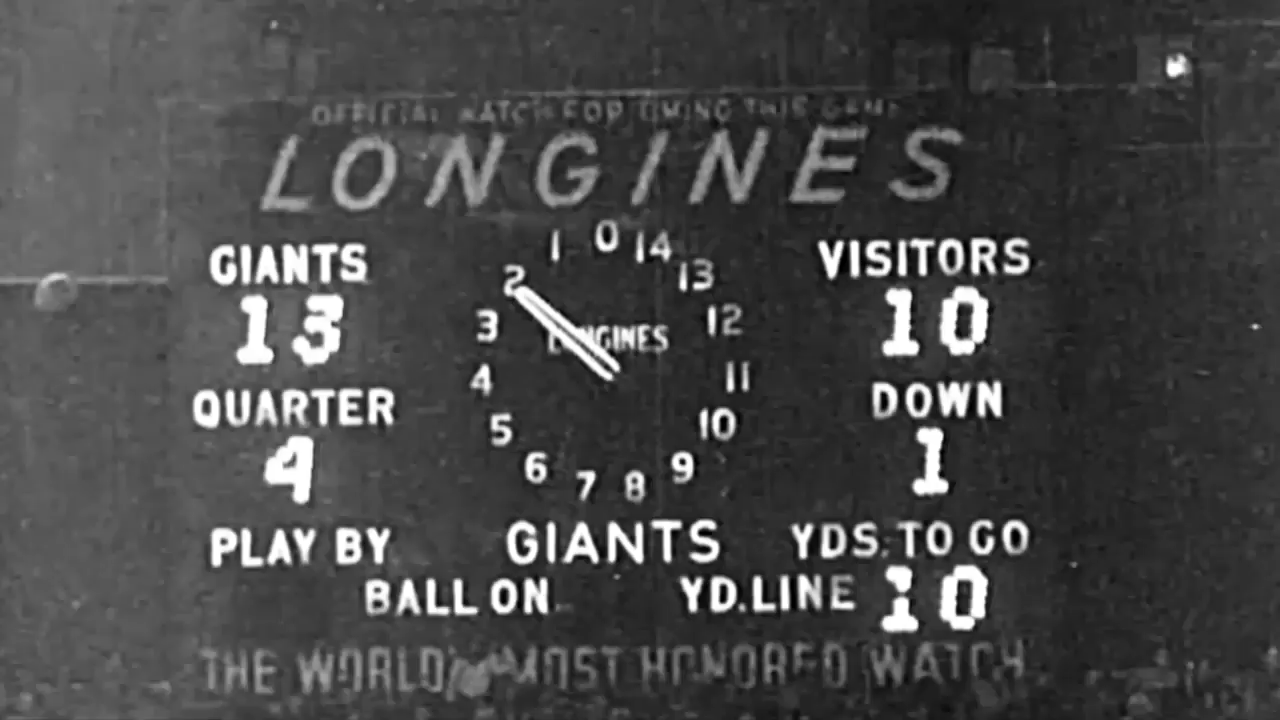 OFFICIAL WATCH FOR TIMING THIS GAME
LONGINES
1 0 14
GIANTS 2 13 VISITORS
13 3 LONGINES 12 10
4 11
QUARTER 5 10 DOWN
4 6 9 1
7 8
PLAY BY GIANTS YDS. TO GO
BALL ON YD. LINE 10
THE WORLD'S MOST HONORED WATCH